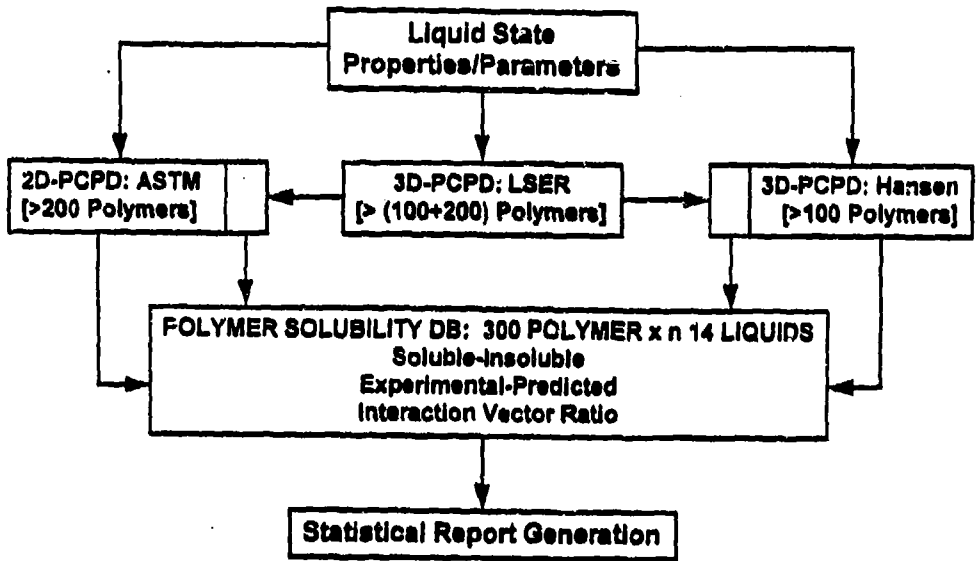 Liquid State
Properties/Parameters
2D-PCPD: ASTM
[>200 Polymers]
3D-PCPD: LSER
[> (100+200) Polymers]
3D-PCPD: Hansen
[>100 Polymers]
POLYMER SOLUBILITY DB: 300 POLYMER x n 14 LIQUIDS
Soluble-Insoluble
Experimental-Predicted
Interaction Vector Ratio
Statistical Report Generation